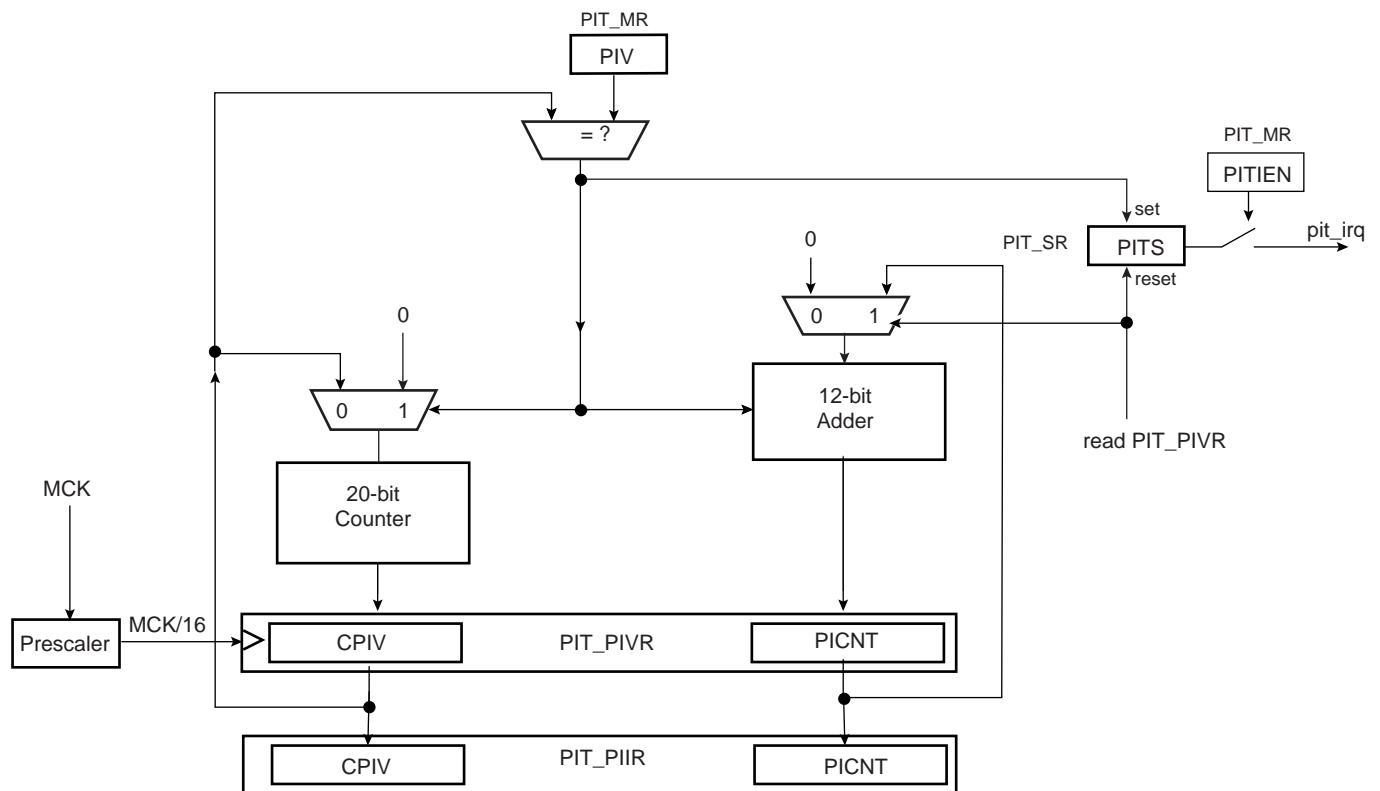 PIT_MR
PIV
= ?
PIT_MR
PITIEN
set
0
PIT_SR
PITS
pit_irq
reset
0
0 1
0 1
12-bit
Adder
read PIT_PIVR
20-bit
Counter
MCK
Prescaler
MCK/16
CPIV
PIT_PIVR
PICNT
CPIV
PIT_PIIR
PICNT